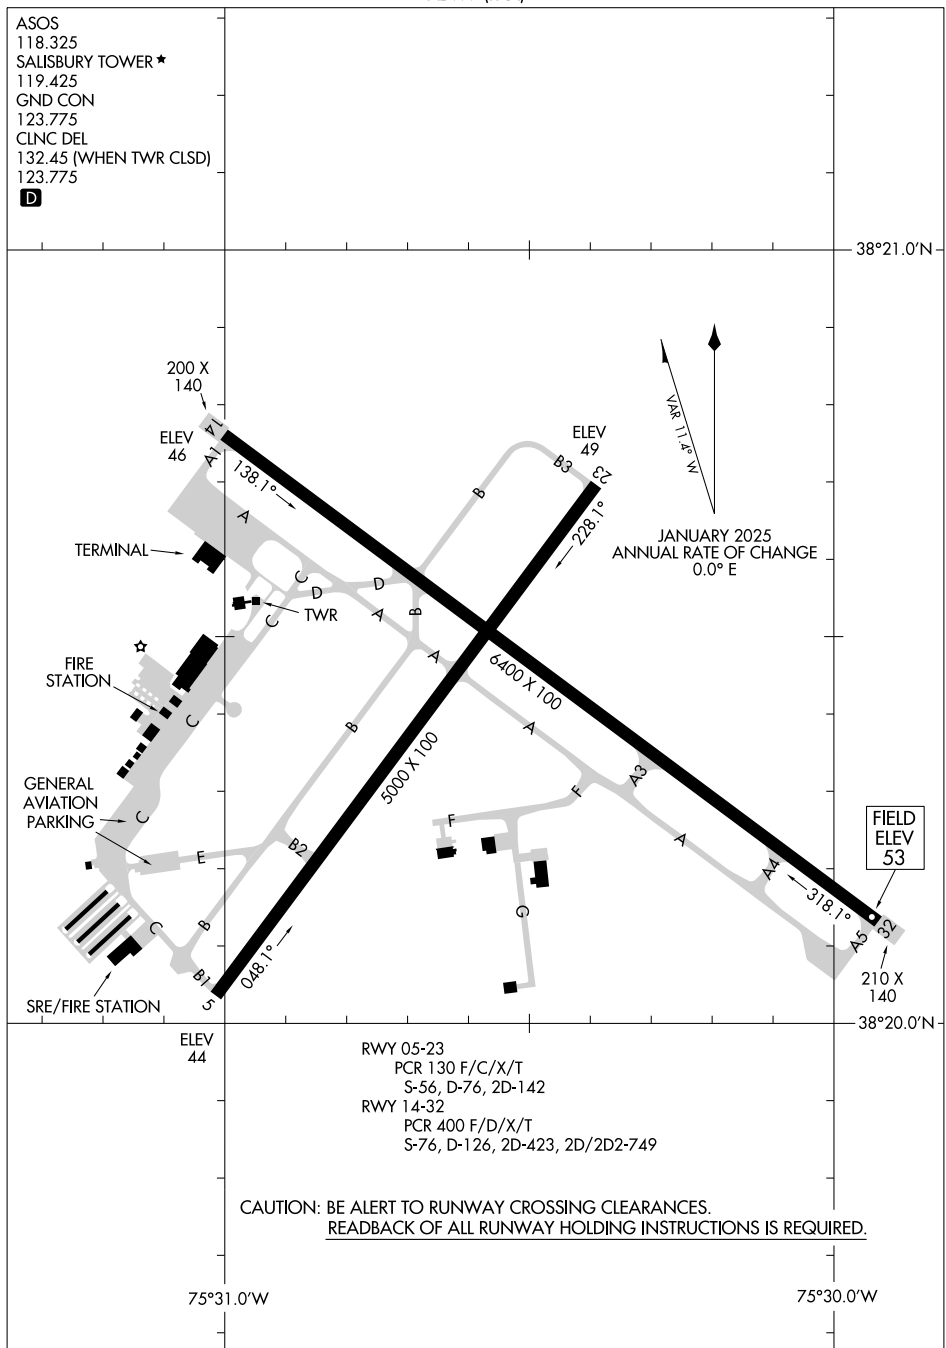 ASOS
118.325
SALISBURY TOWER★
119.425
GND CON
123.775
CLNC DEL
132.45 (WHEN TWR CLSD)
123.775
D
38°21.0'N
200 X
140
14
ELEV
46
A1
138.1°
A
ELEV
49
B3
23
B
228.1°
VAR 11.4° W
JANUARY 2025
ANNUAL RATE OF CHANGE
0.0° E
TERMINAL
C
D
D
TWR
C
A
B
A
6400 X 100
FIRE
STATION
C
B
A
5000 X 100
A3
F
GENERAL
AVIATION
PARKING
C
F
A
FIELD
ELEV
53
E
B2
A4
318.1°
G
C
B
A5
32
B1
048.1°
5
210 X
140
SRE/FIRE STATION
38°20.0'N
ELEV
44
RWY 05-23
PCR 130 F/C/X/T
S-56, D-76, 2D-142
RWY 14-32
PCR 400 F/D/X/T
S-76, D-126, 2D-423, 2D/2D2-749
CAUTION: BE ALERT TO RUNWAY CROSSING CLEARANCES.
READBACK OF ALL RUNWAY HOLDING INSTRUCTIONS IS REQUIRED.
75°31.0'W
75°30.0'W